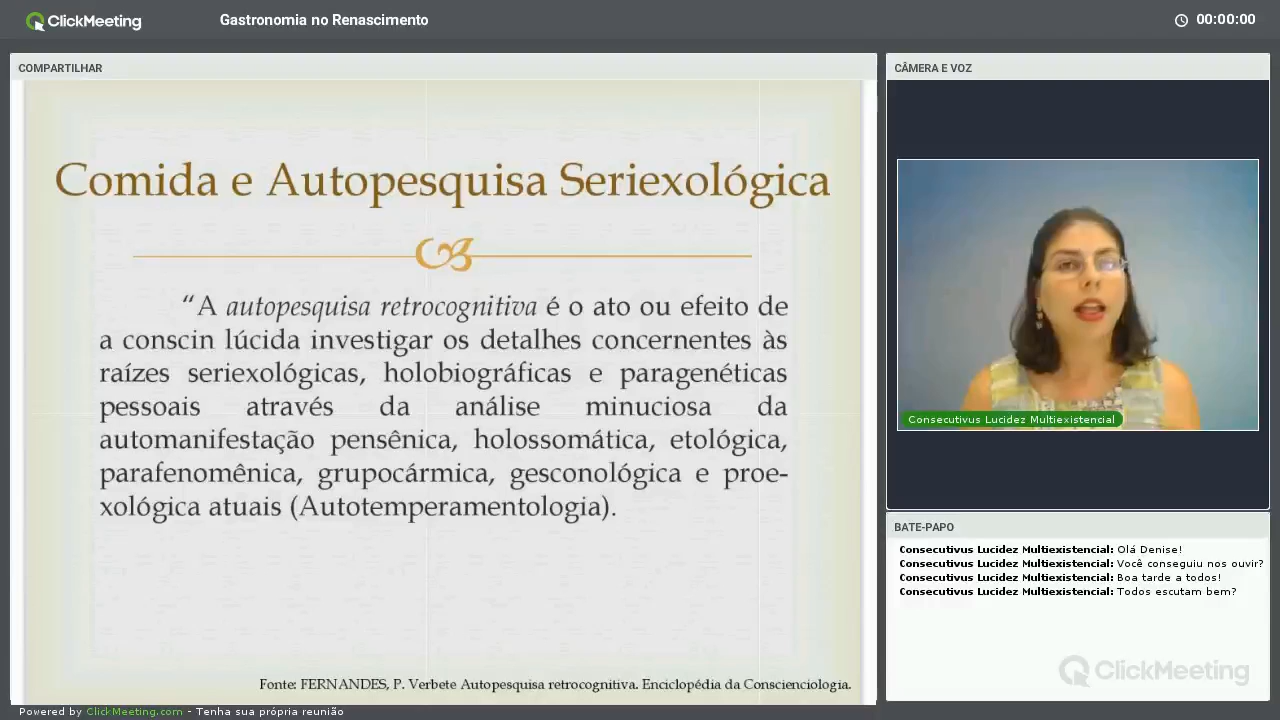 ClickMeeting
Gastronomia no Renascimento
00:00:00
COMPARTILHAR
Comida e Autopesquisa Seriexológica
“A autopesquisa retrocognitiva é o ato ou efeito de
a conscin lúcida investigar os detalhes concernentes às
raízes seriexológicas, holobiográficas e paragenéticas
pessoais através da análise minuciosa da
automanifestação pensênica, holossomática, etológica,
parafenomênica, grupocármica, gesconológica e proe-
xológica atuais (Autotemperamentologia).
Fonte: FERNANDES, P. Verbete Autopesquisa retrocognitiva. Enciclopédia da Conscienciologia.
CÂMERA E VOZ
Consecutivus Lucidez Multiexistencial
BATE-PAPO
Consecutivus Lucidez Multiexistencial: Olá Denise!
Consecutivus Lucidez Multiexistencial: Você conseguiu nos ouvir?
Consecutivus Lucidez Multiexistencial: Boa tarde a todos!
Consecutivus Lucidez Multiexistencial: Todos escutam bem?
ClickMeeting
Powered by ClickMeeting.com - Tenha sua própria reunião